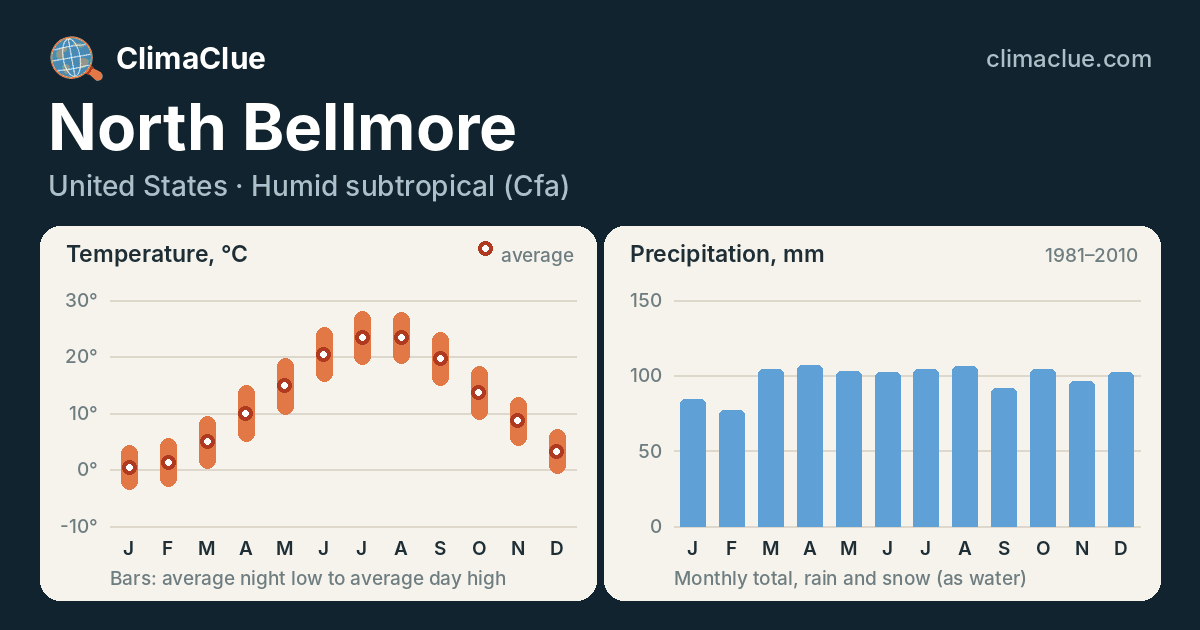 ClimaClue
climaclue.com
North Bellmore
United States · Humid subtropical (Cfa)
Temperature, °C
average
30°
20°
10°
0°
-10°
J F M A M J J A S O N D
Bars: average night low to average day high
Precipitation, mm
1981–2010
150
100
50
0
J F M A M J J A S O N D
Monthly total, rain and snow (as water)